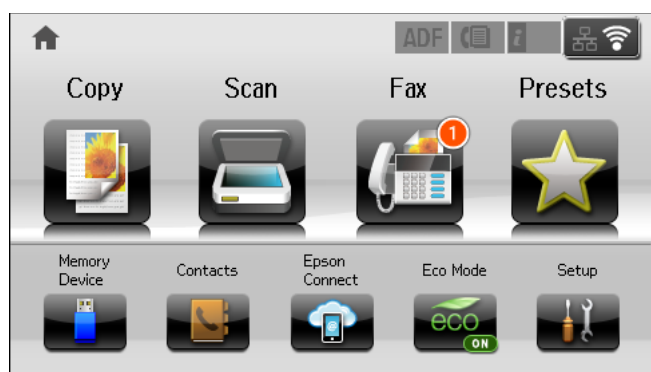 ADF i
Copy Scan Fax Presets
1
Memory Device Contacts Epson Connect Eco Mode Setup
@
eco
ON